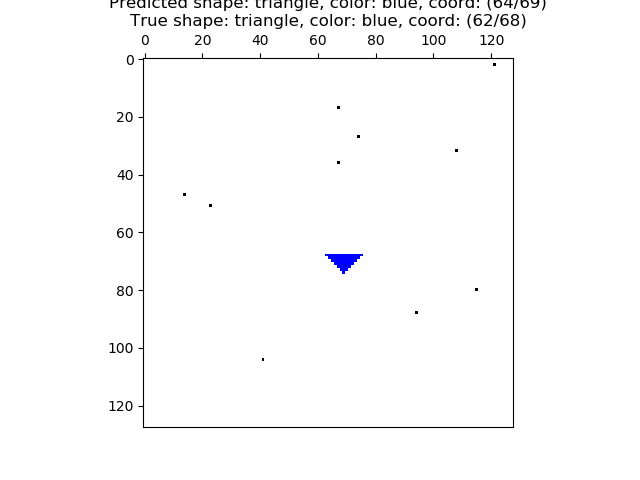 Predicted shape: triangle, color: blue, coord: (64/69)
True shape: triangle, color: blue, coord: (62/68)
0 20 40 60 80 100 120
0
20
40
60
80
100
120